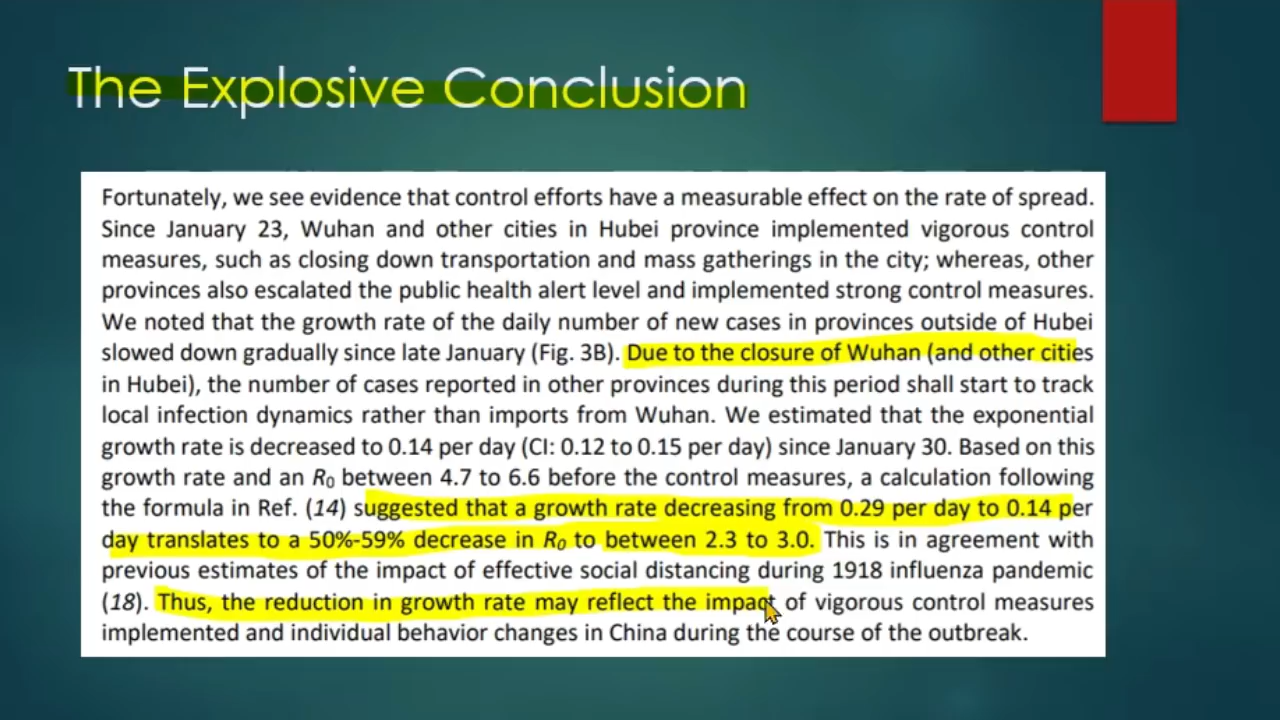 The Explosive Conclusion
Fortunately, we see evidence that control efforts have a measurable effect on the rate of spread.
Since January 23, Wuhan and other cities in Hubei province implemented vigorous control
measures, such as closing down transportation and mass gatherings in the city; whereas, other
provinces also escalated the public health alert level and implemented strong control measures.
We noted that the growth rate of the daily number of new cases in provinces outside of Hubei
slowed down gradually since late January (Fig. 3B). Due to the closure of Wuhan (and other cities
in Hubei), the number of cases reported in other provinces during this period shall start to track
local infection dynamics rather than imports from Wuhan. We estimated that the exponential
growth rate is decreased to 0.14 per day (CI: 0.12 to 0.15 per day) since January 30. Based on this
growth rate and an R0 between 4.7 to 6.6 before the control measures, a calculation following
the formula in Ref. (14) suggested that a growth rate decreasing from 0.29 per day to 0.14 per
day translates to a 50%-59% decrease in R0 to between 2.3 to 3.0. This is in agreement with
previous estimates of the impact of effective social distancing during 1918 influenza pandemic
(18). Thus, the reduction in growth rate may reflect the impact of vigorous control measures
implemented and individual behavior changes in China during the course of the outbreak.